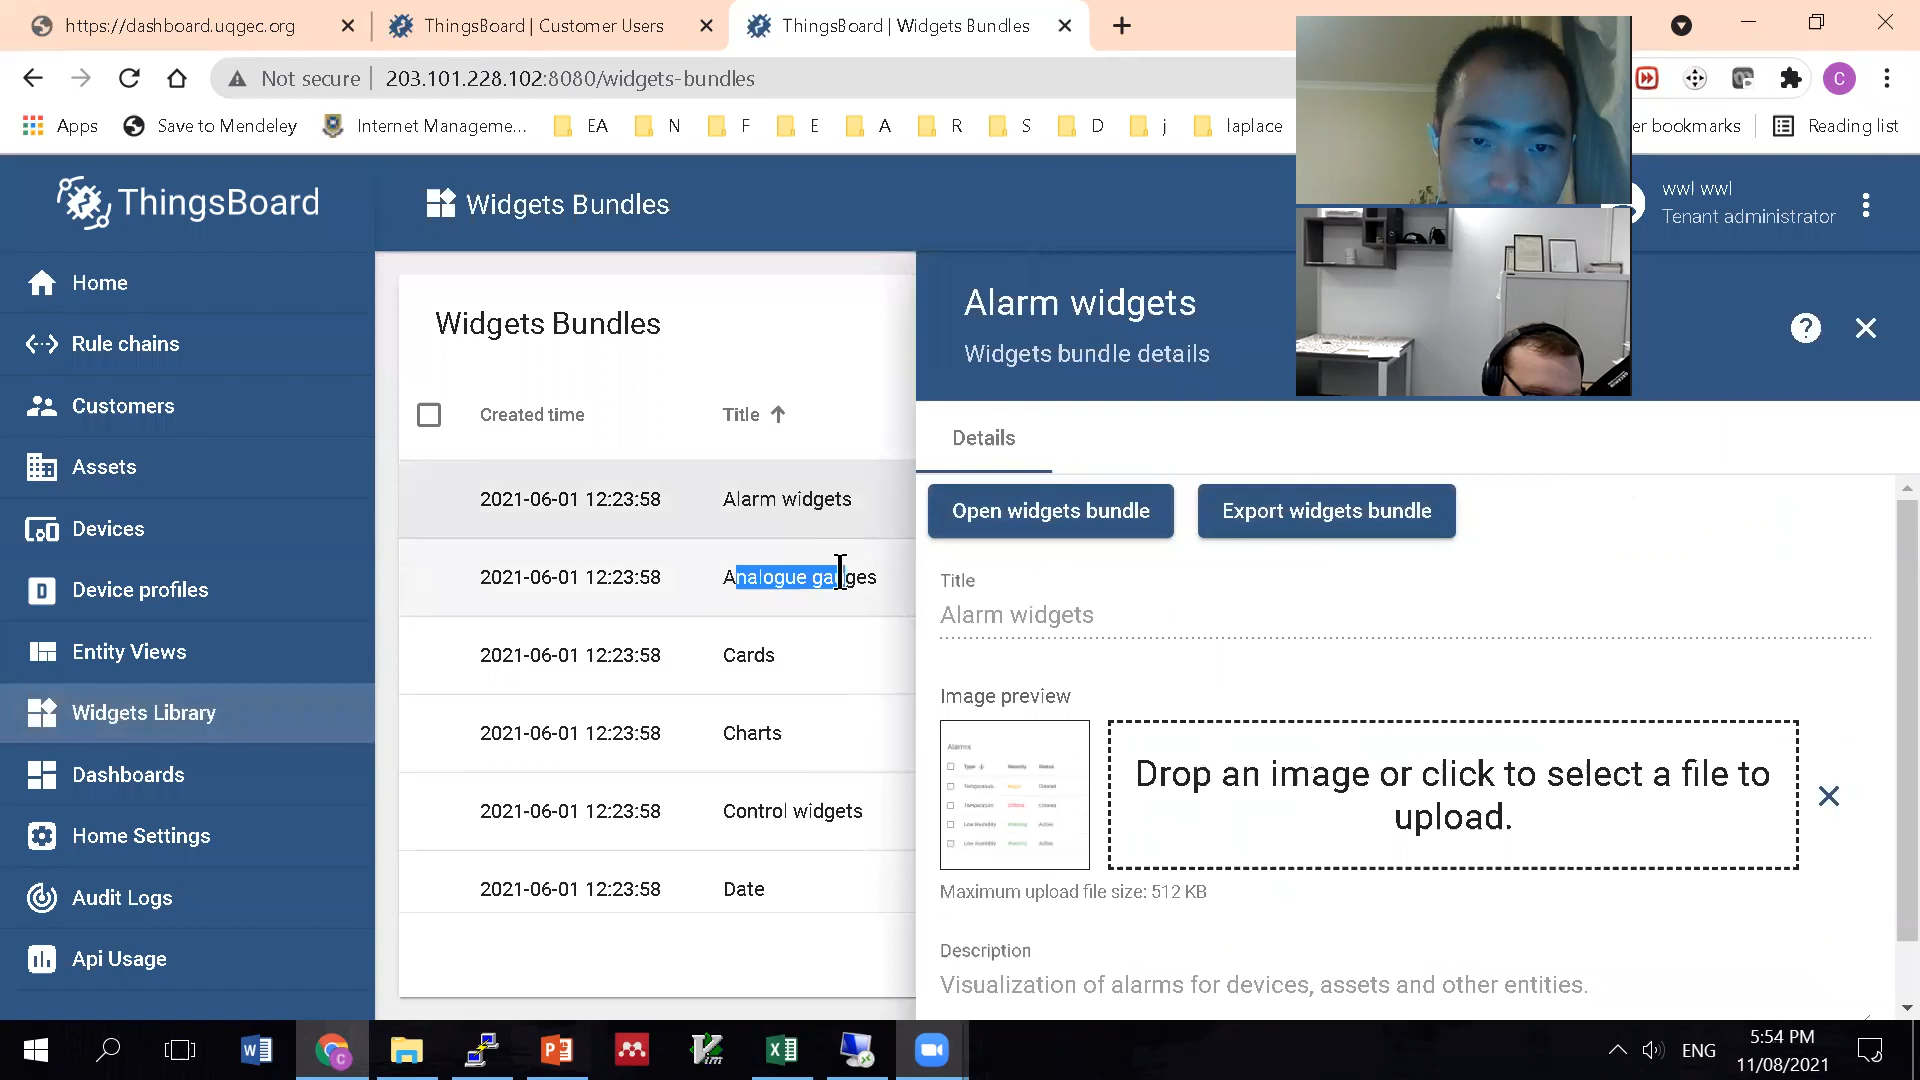 https://dashboard.uqgec.org
ThingsBoard | Customer Users
ThingsBoard | Widgets Bundles
Not secure
203.101.228.102:8080/widgets-bundles
C
Apps
Save to Mendeley
Internet Manageme...
EA
N
F
E
A
R
S
D
j
laplace
er bookmarks
Reading list
ThingsBoard
Widgets Bundles
wwl wwl
Tenant administrator
Home
Rule chains
Customers
Assets
Devices
Device profiles
Entity Views
Widgets Library
Dashboards
Home Settings
Audit Logs
Api Usage
Widgets Bundles
Created time Title
2021-06-01 12:23:58 Alarm widgets
2021-06-01 12:23:58 Analogue gauges
2021-06-01 12:23:58 Cards
2021-06-01 12:23:58 Charts
2021-06-01 12:23:58 Control widgets
2021-06-01 12:23:58 Date
Alarm widgets
Widgets bundle details
Details
Open widgets bundle
Export widgets bundle
Title
Alarm widgets
Image preview
Alarms
Drop an image or click to select a file to
upload.
Maximum upload file size: 512 KB
Description
Visualization of alarms for devices, assets and other entities.
ENG
5:54 PM
11/08/2021